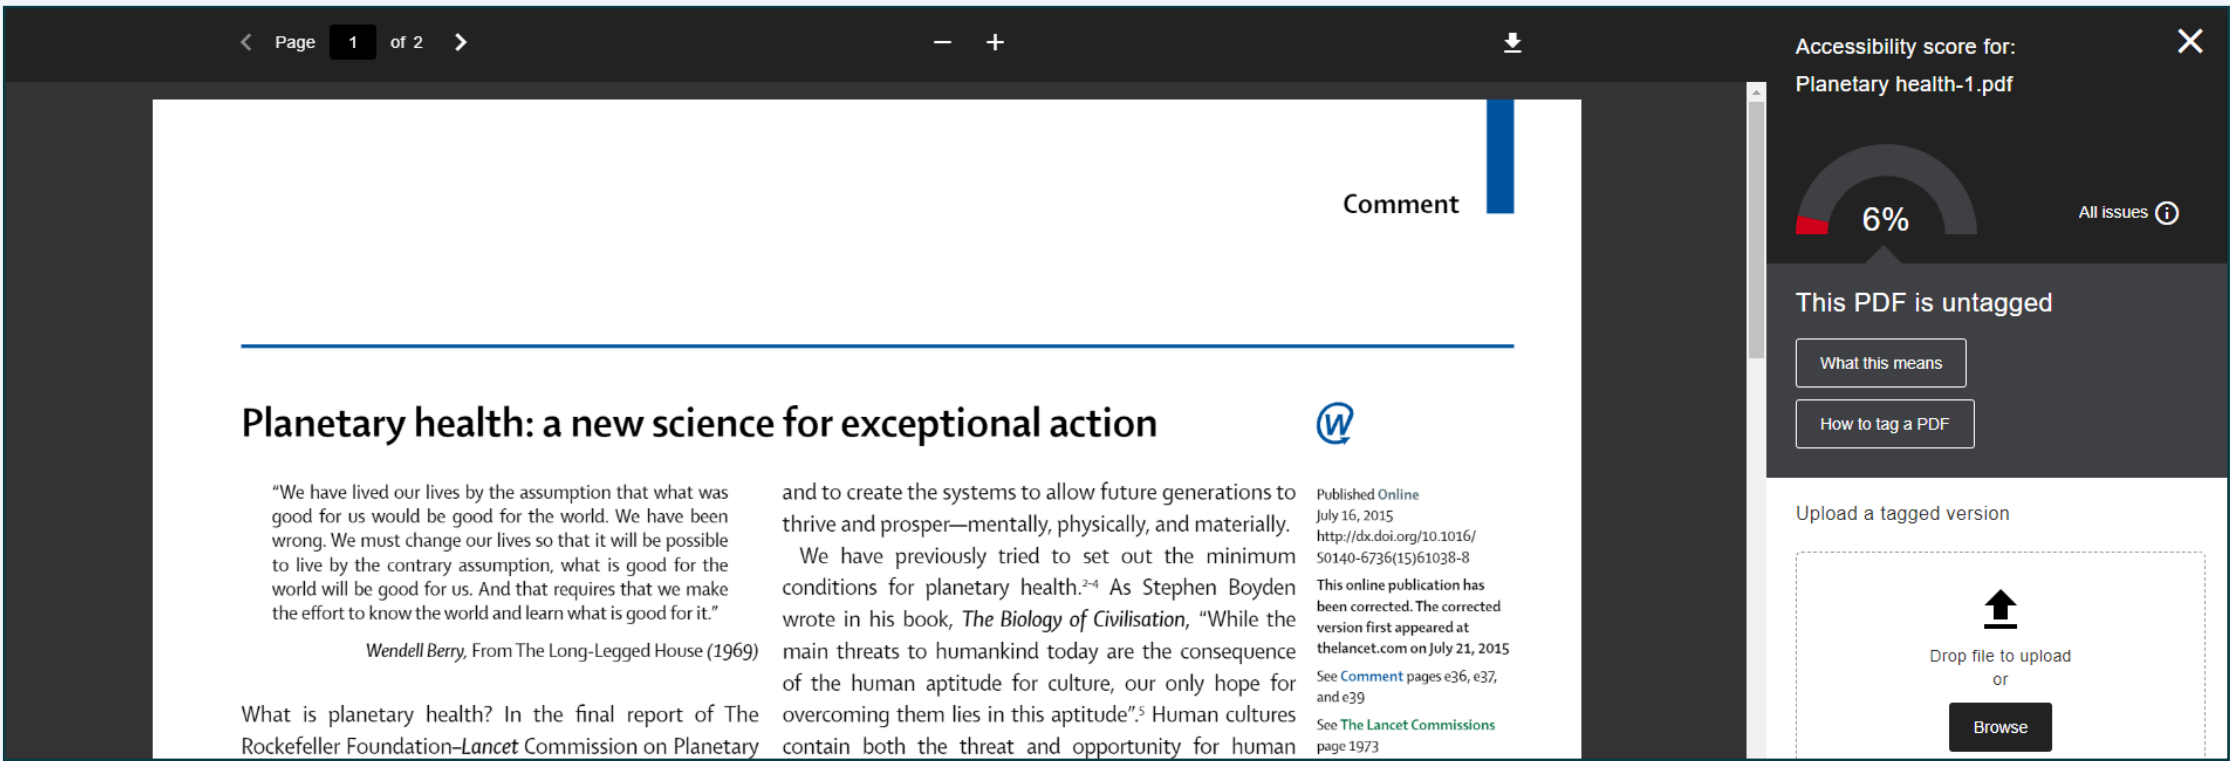 Page 1 of 2
Comment
Planetary health: a new science for exceptional action
“We have lived our lives by the assumption that what was
good for us would be good for the world. We have been
wrong. We must change our lives so that it will be possible
to live by the contrary assumption, what is good for the
world will be good for us. And that requires that we make
the effort to know the world and learn what is good for it.”
Wendell Berry, From The Long-Legged House (1969)
What is planetary health? In the final report of The
Rockefeller Foundation–Lancet Commission on Planetary
and to create the systems to allow future generations to
thrive and prosper—mentally, physically, and materially.
We have previously tried to set out the minimum
conditions for planetary health.2–4 As Stephen Boyden
wrote in his book, The Biology of Civilisation, “While the
main threats to humankind today are the consequence
of the human aptitude for culture, our only hope for
overcoming them lies in this aptitude”.5 Human cultures
contain both the threat and opportunity for human
W
Published Online
July 16, 2015
http://dx.doi.org/10.1016/
S0140-6736(15)61038-8
This online publication has
been corrected. The corrected
version first appeared at
thelancet.com on July 21, 2015
See Comment pages e36, e37,
and e39
See The Lancet Commissions
page 1973
Accessibility score for:
Planetary health-1.pdf
6%
All issues
This PDF is untagged
What this means
How to tag a PDF
Upload a tagged version
Drop file to upload
or
Browse